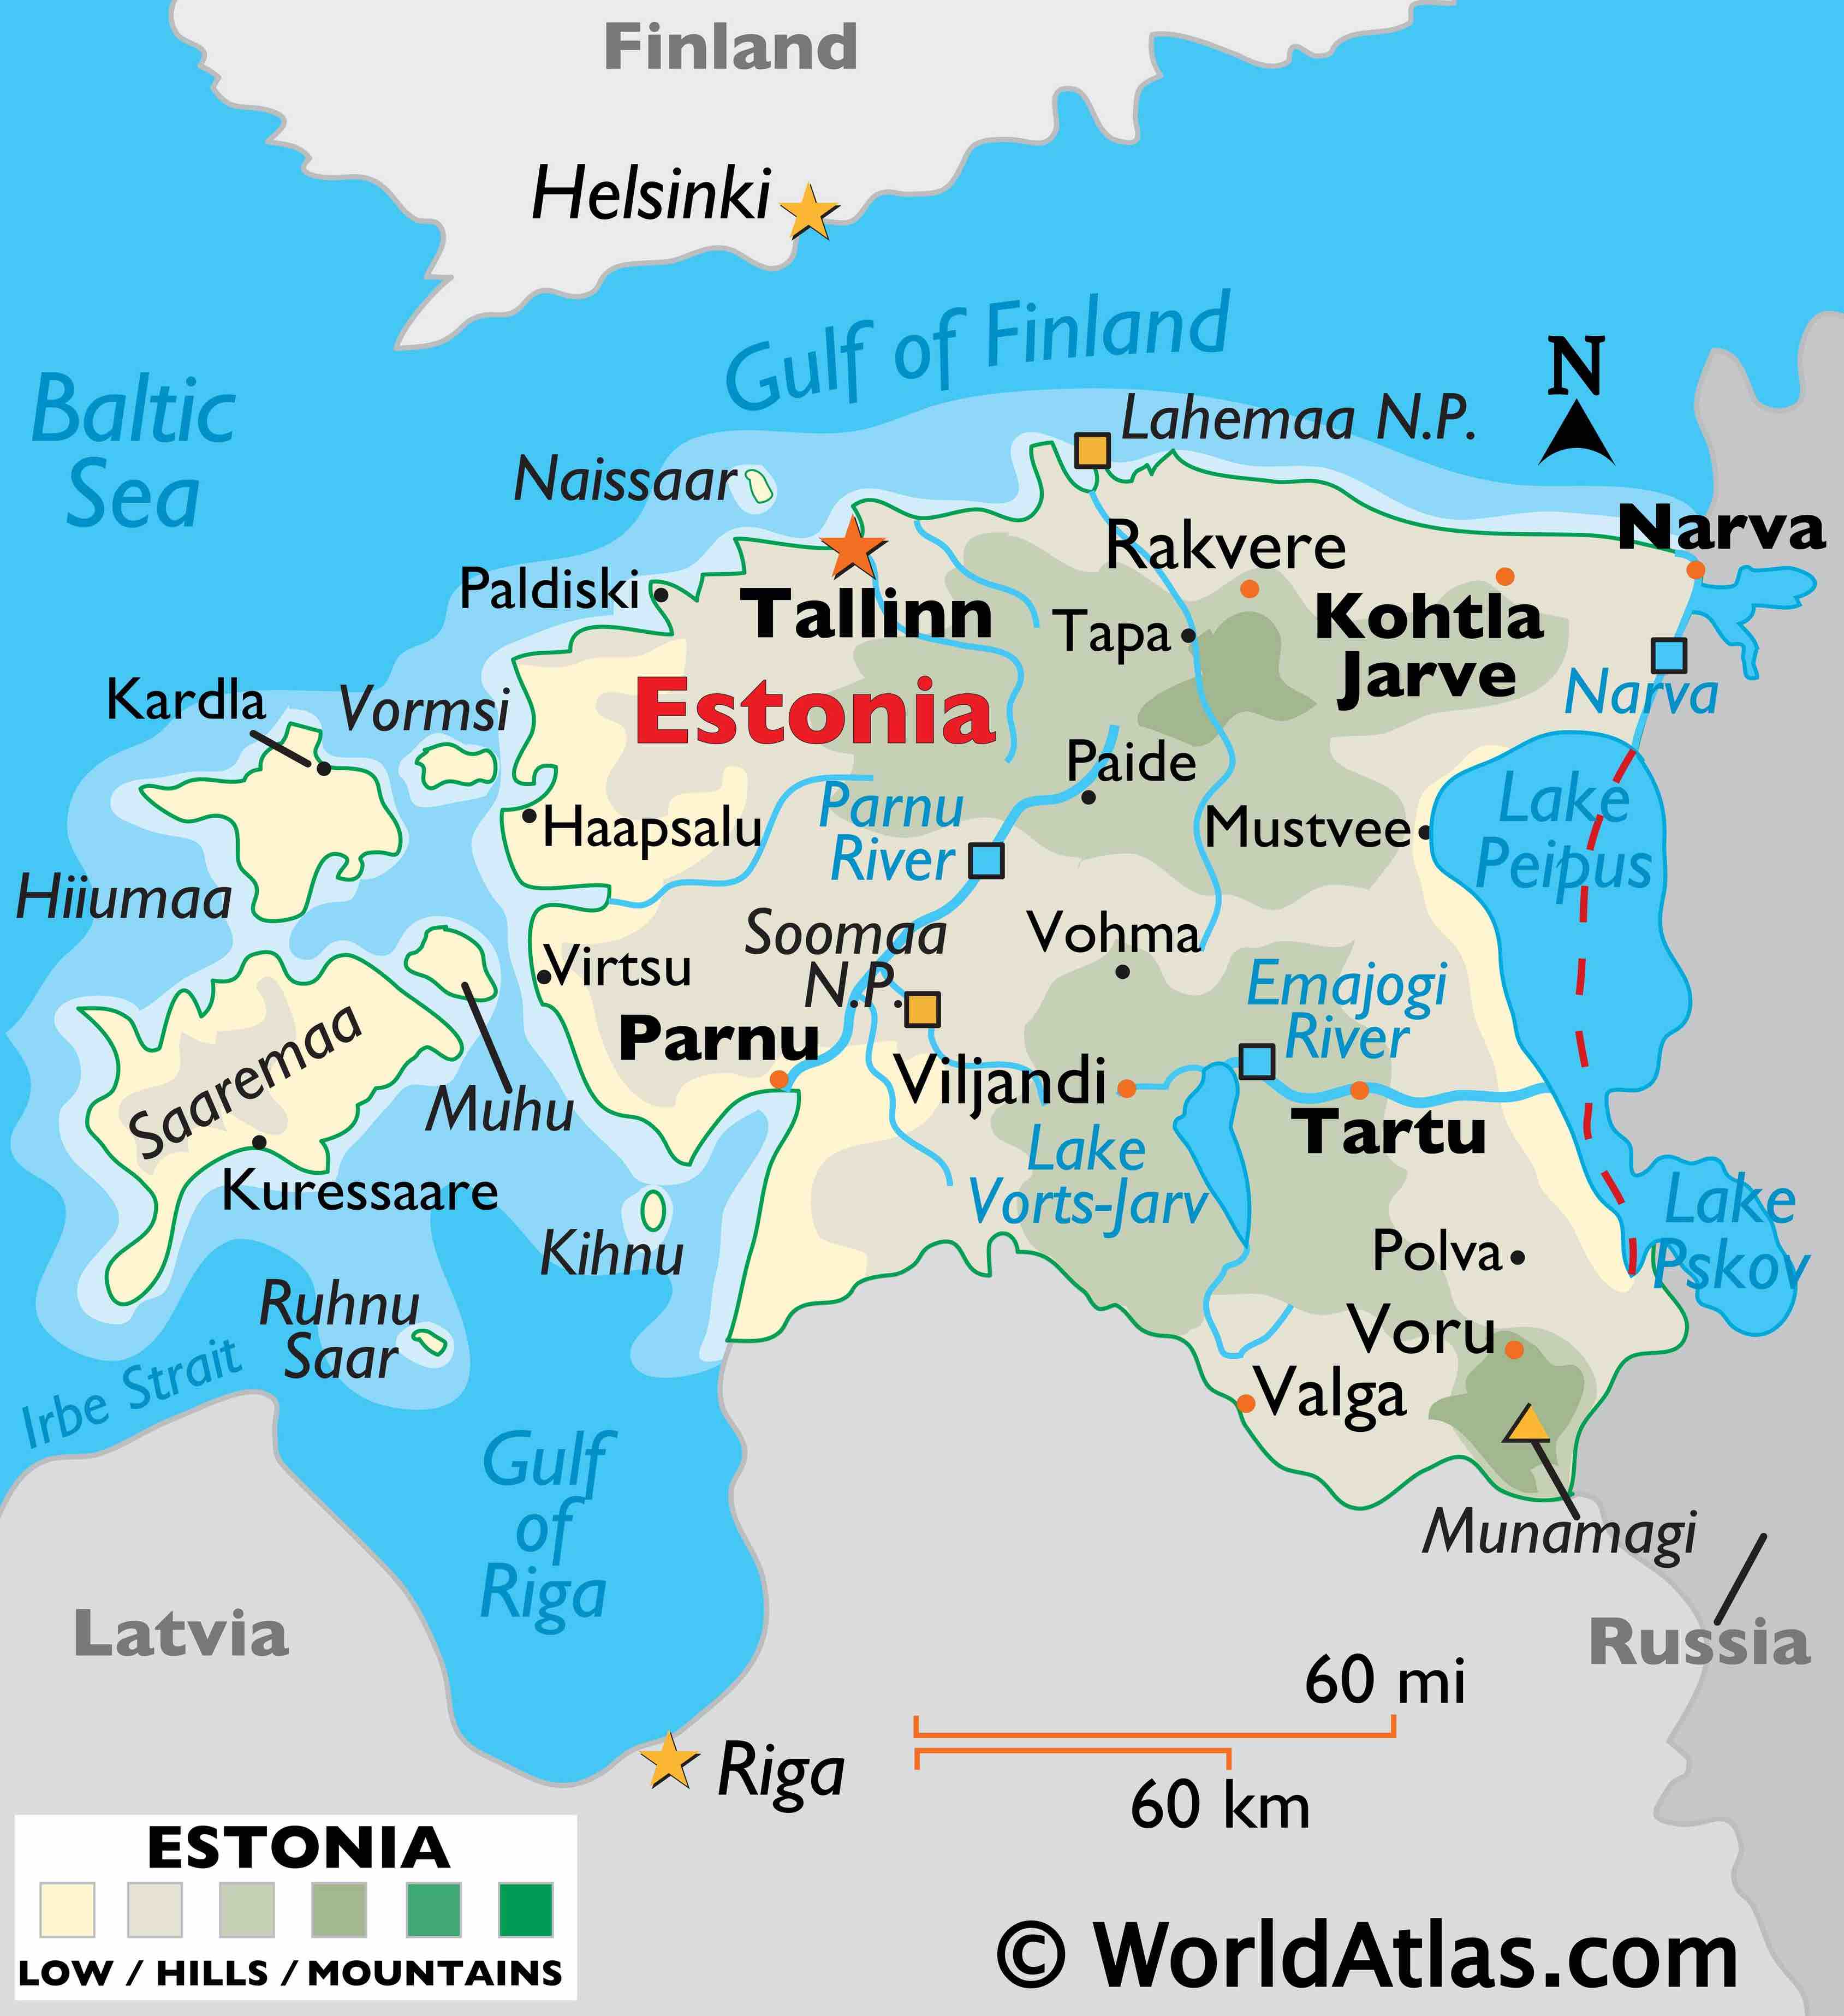 Finland
Helsinki
Gulf of Finland
Baltic
Sea
N
Lahemaa N.P.
Naissaar
Narva
Rakvere
Paldiski
Tallinn
Kohtla
Jarve
Tapa
Narva
Kardla
Vormsi
Estonia
Paide
Lake
Peipus
Parnu
River
Haapsalu
Mustvee
Hiiumaa
Soomaa
N.P.
Vohma
Virtsu
Emajogi
River
Parnu
Saaremaa
Viljandi
Muhu
Tartu
Lake
Vorts-Jarv
Kuressaare
Lake
Pskov
Kihnu
Polva
Ruhnu
Saar
Voru
Irbe Strait
Valga
Gulf
of
Riga
Munamagi
Latvia
Russia
60 mi
Riga
60 km
ESTONIA
LOW / HILLS / MOUNTAINS
© WorldAtlas.com